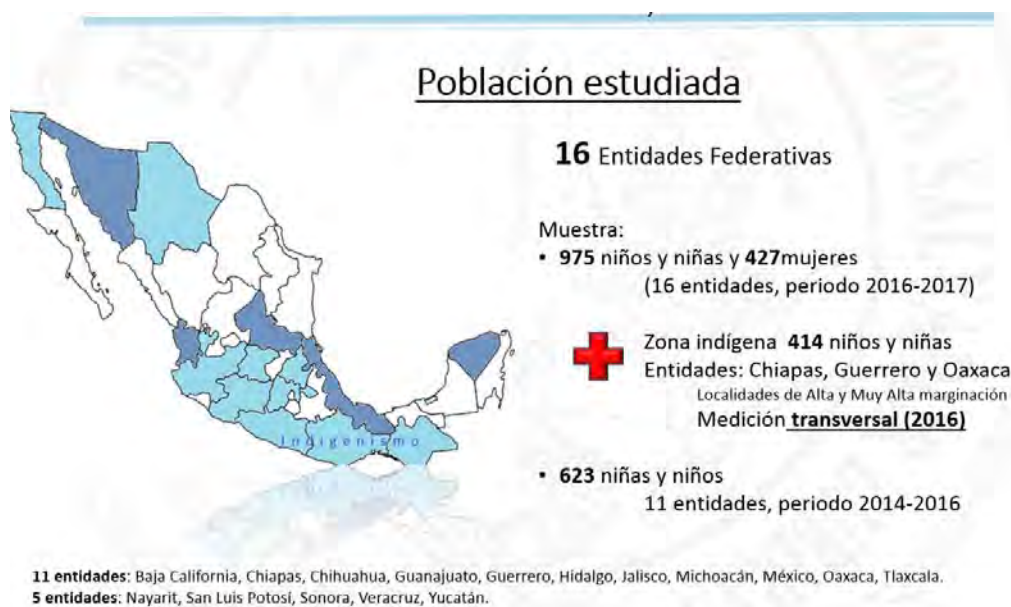 Población estudiada
16 Entidades Federativas
Muestra:
• 975 niños y niñas y 427mujeres
(16 entidades, periodo 2016-2017)
Zona indígena 414 niños y niñas
Entidades: Chiapas, Guerrero y Oaxaca
Localidades de Alta y Muy Alta marginación
Medición transversal (2016)
Indigenismo
• 623 niñas y niños
11 entidades, periodo 2014-2016
11 entidades: Baja California, Chiapas, Chihuahua, Guanajuato, Guerrero, Hidalgo, Jalisco, Michoacán, México, Oaxaca, Tlaxcala.
5 entidades: Nayarit, San Luis Potosí, Sonora, Veracruz, Yucatán.